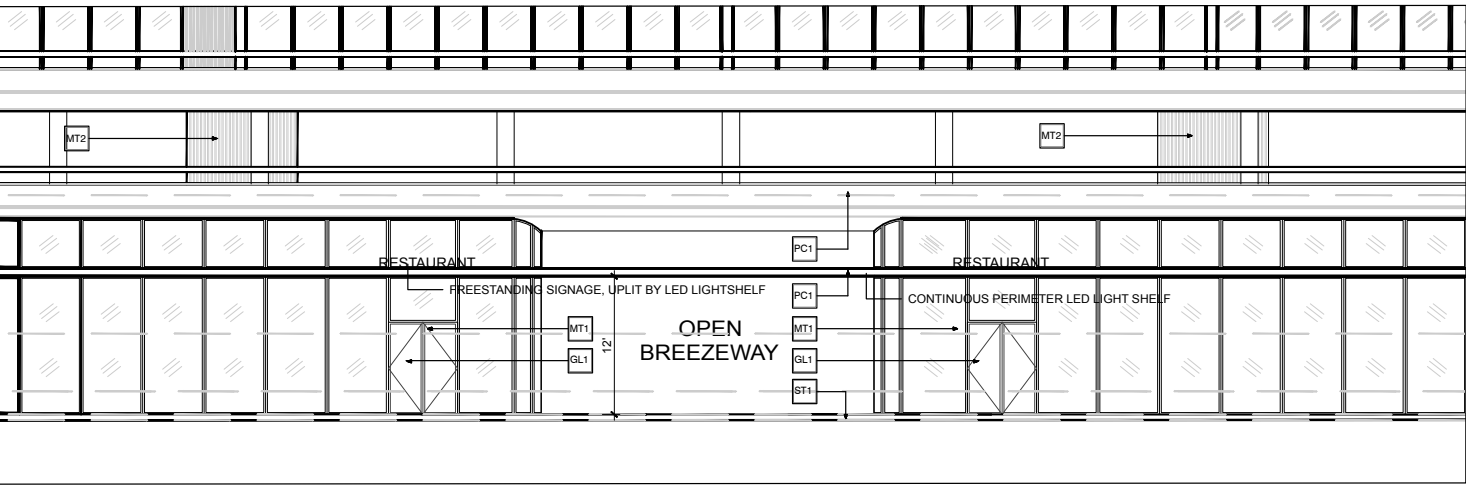 MT2
MT2
PC1
RESTAURANT
RESTAURANT
FREESTANDING SIGNAGE, UPLIT BY LED LIGHTSHELF
PC1
CONTINUOUS PERIMETER LED LIGHT SHELF
MT1
OPEN
BREEZEWAY
MT1
12'
GL1
GL1
ST1